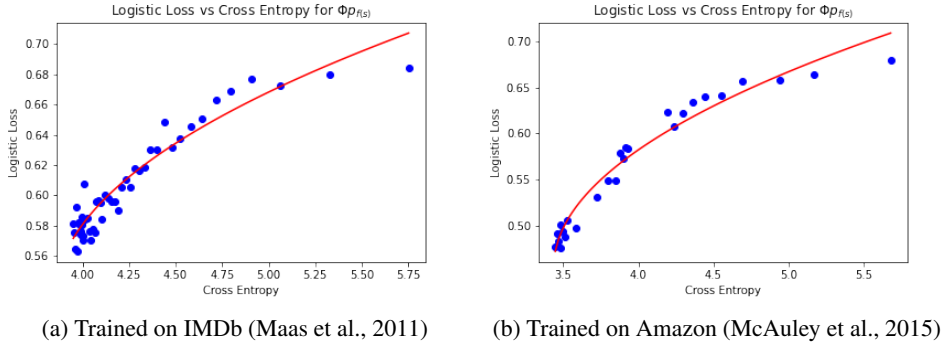 Logistic Loss vs Cross Entropy for Φp_{f(s)}
0.70
0.68
0.66
0.64
0.62
0.60
0.58
0.56
Logistic Loss
4.00 4.25 4.50 4.75 5.00 5.25 5.50 5.75
Cross Entropy
(a) Trained on IMDb (Maas et al., 2011)
Logistic Loss vs Cross Entropy for Φp_{f(s)}
0.70
0.65
0.60
0.55
0.50
Logistic Loss
3.5 4.0 4.5 5.0 5.5
Cross Entropy
(b) Trained on Amazon (McAuley et al., 2015)